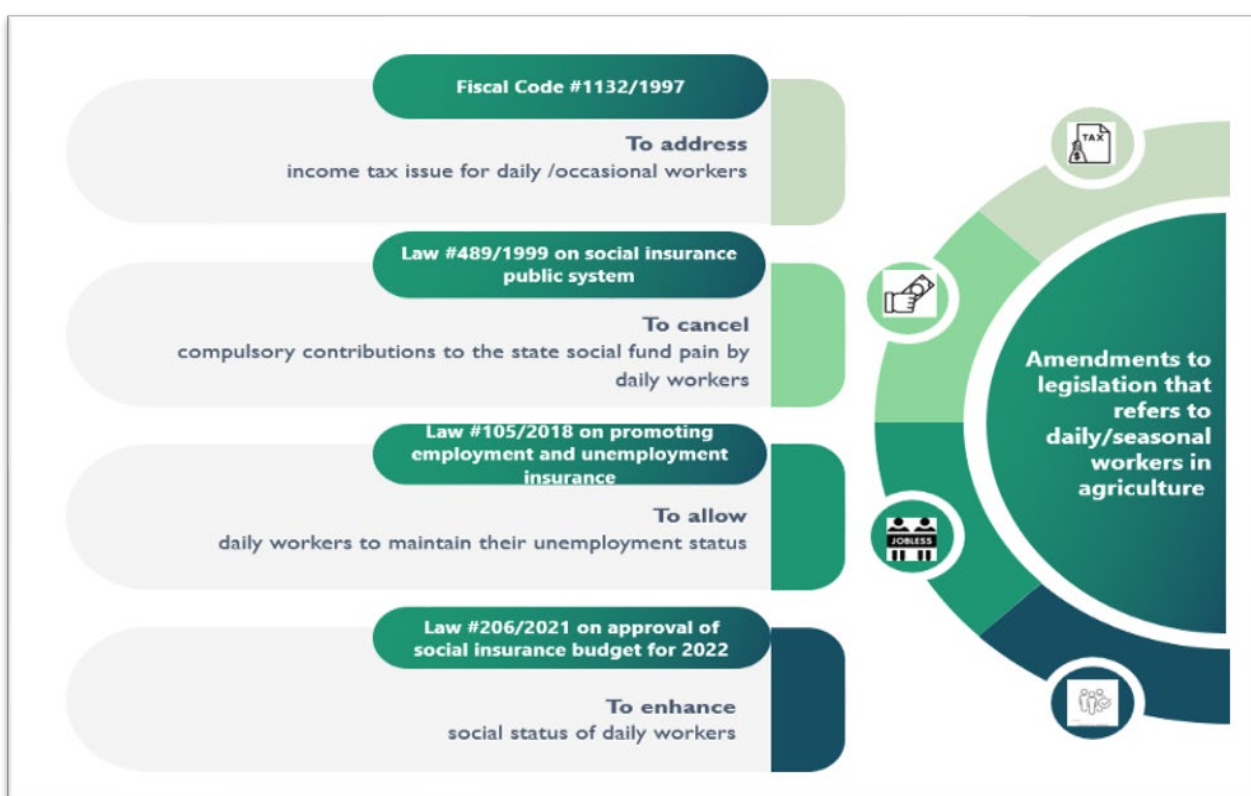 Fiscal Code #1132/1997
To address
income tax issue for daily /occasional workers
Law #489/1999 on social insurance
public system
To cancel
compulsory contributions to the state social fund pain by
daily workers
Law #105/2018 on promoting
employment and unemployment
insurance
To allow
daily workers to maintain their unemployment status
Law #206/2021 on approval of
social insurance budget for 2022
To enhance
social status of daily workers
TAX
JOBLESS
Amendments to
legislation that
refers to
daily/seasonal
workers in
agriculture